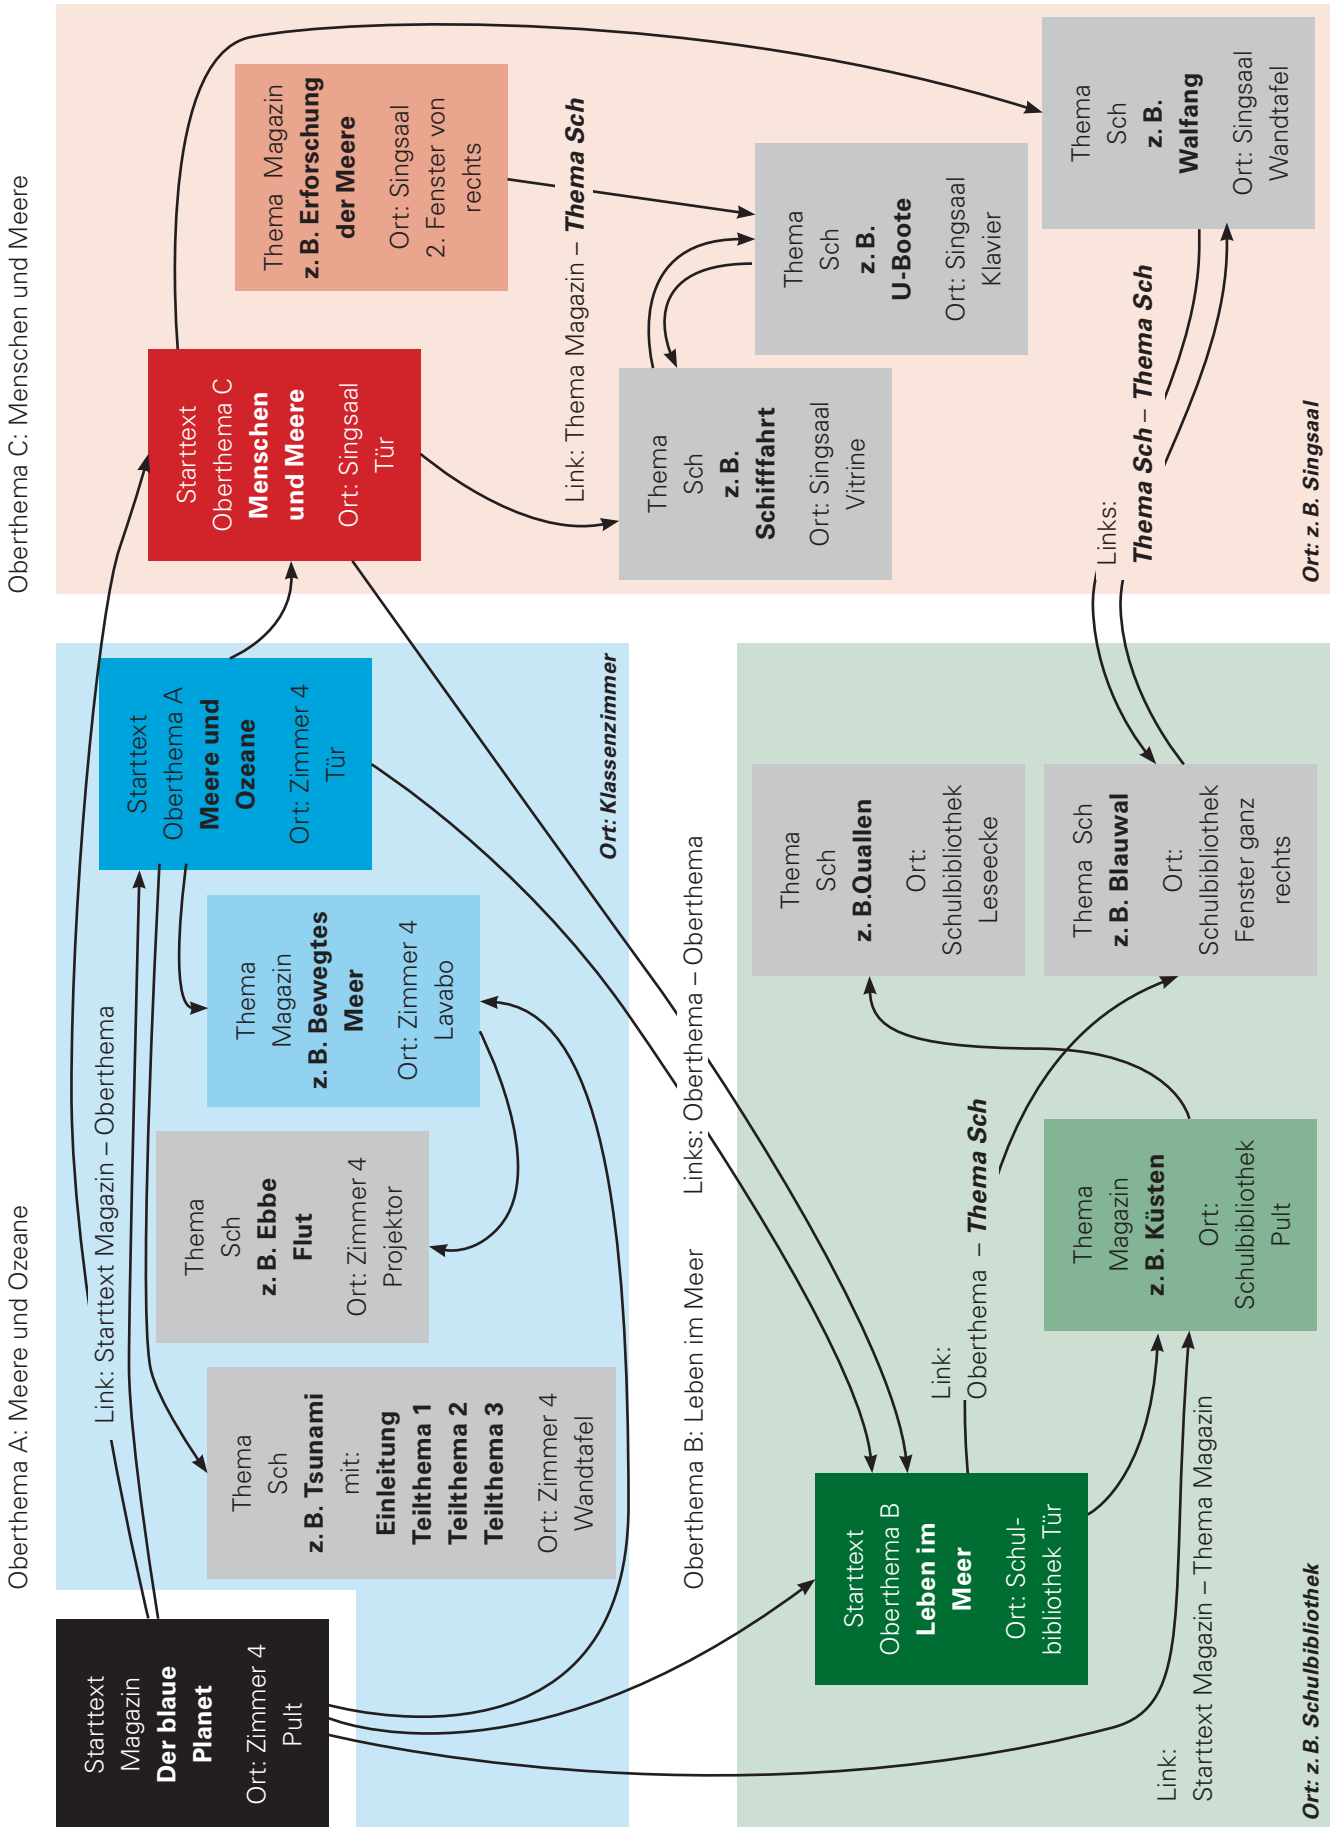 Oberthema A: Meere und Ozeane
Starttext
Magazin
Der blaue
Planet
Ort: Zimmer 4
Pult
Link: Starttext Magazin – Oberthema
Thema
Sch
z. B. Tsunami
mit:
Einleitung
Teilthema 1
Teilthema 2
Teilthema 3
Ort: Zimmer 4
Wandtafel
Thema
Sch
z. B. Ebbe
Flut
Ort: Zimmer 4
Projektor
Thema
Magazin
z. B. Bewegtes
Meer
Ort: Zimmer 4
Lavabo
Starttext
Oberthema A
Meere und
Ozeane
Ort: Zimmer 4
Tür
Ort: Klassenzimmer
Oberthema C: Menschen und Meere
Starttext
Oberthema C
Menschen
und Meere
Ort: Singsaal
Tür
Thema Magazin
z. B. Erforschung
der Meere
Ort: Singsaal
2. Fenster von
rechts
Link: Thema Magazin – Thema Sch
Thema
Sch
z. B.
Schifffahrt
Ort: Singsaal
Vitrine
Thema
Sch
z. B.
U-Boote
Ort: Singsaal
Klavier
Thema
Sch
z. B.
Walfang
Ort: Singsaal
Wandtafel
Links:
Thema Sch – Thema Sch
Ort: z. B. Singsaal
Oberthema B: Leben im Meer
Links: Oberthema – Oberthema
Starttext
Oberthema B
Leben im
Meer
Ort: Schul-
bibliothek Tür
Link:
Oberthema – Thema Sch
Thema
Sch
z. B.Quallen
Ort:
Schulbibliothek
Leseecke
Thema
Magazin
z. B. Küsten
Ort:
Schulbibliothek
Pult
Thema Sch
z. B. Blauwal
Ort:
Schulbibliothek
Fenster ganz
rechts
Link:
Starttext Magazin – Thema Magazin
Ort: z. B. Schulbibliothek